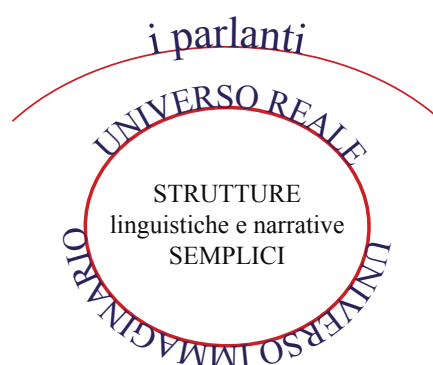 i parlanti
UNIVERSO REALE
STRUTTURE
linguistiche e narrative
SEMPLICI
UNIVERSO IMMAGINARIO